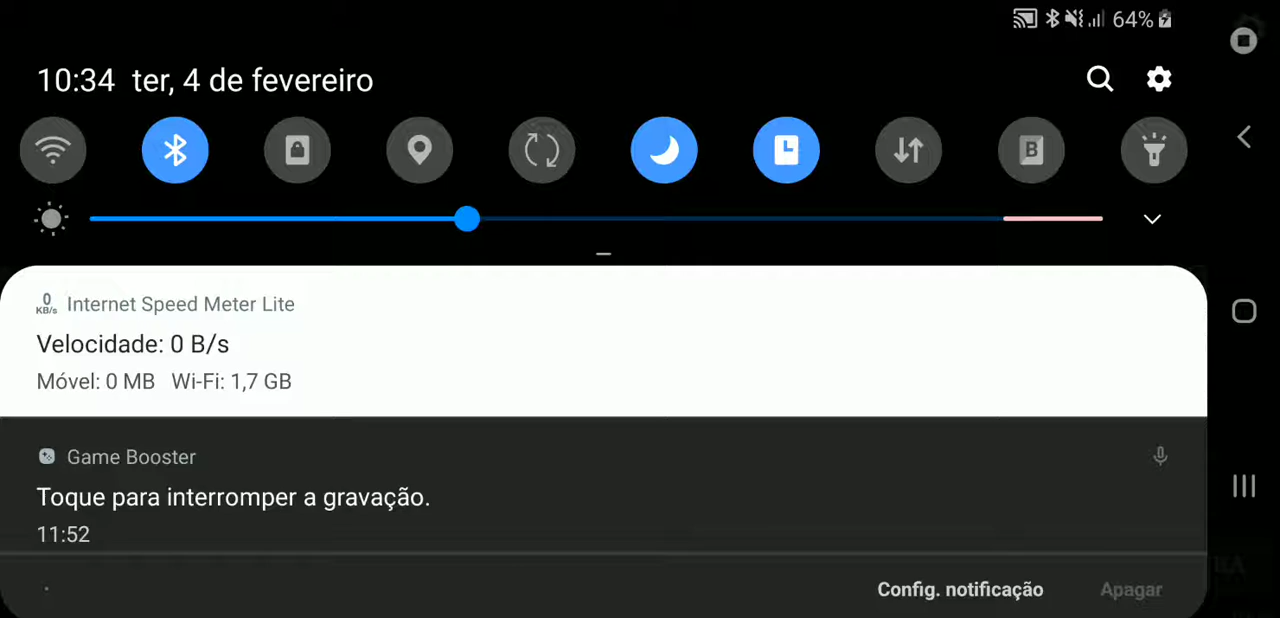 64%
10:34 ter, 4 de fevereiro
B
0 KB/s Internet Speed Meter Lite
Velocidade: 0 B/s
Móvel: 0 MB Wi-Fi: 1,7 GB
Game Booster
Toque para interromper a gravação.
11:52
Config. notificação Apagar